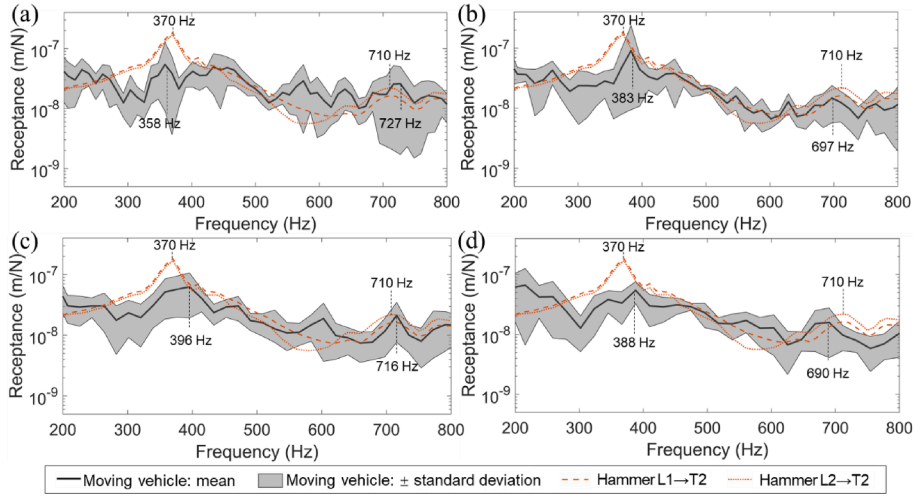 (a)
370 Hz
710 Hz
358 Hz
727 Hz
10⁻⁷
10⁻⁸
10⁻⁹
Receptance (m/N)
200 300 400 500 600 700 800
Frequency (Hz)
(b)
370 Hz
710 Hz
383 Hz
697 Hz
10⁻⁷
10⁻⁸
10⁻⁹
Receptance (m/N)
200 300 400 500 600 700 800
Frequency (Hz)
(c)
370 Hz
710 Hz
396 Hz
716 Hz
10⁻⁷
10⁻⁸
10⁻⁹
Receptance (m/N)
200 300 400 500 600 700 800
Frequency (Hz)
(d)
370 Hz
710 Hz
388 Hz
690 Hz
10⁻⁷
10⁻⁸
10⁻⁹
Receptance (m/N)
200 300 400 500 600 700 800
Frequency (Hz)
Moving vehicle: mean Moving vehicle: ± standard deviation Hammer L1→T2 Hammer L2→T2